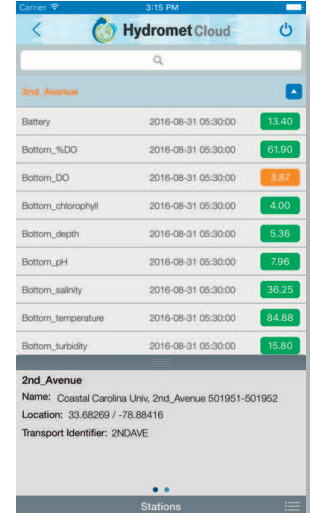 Carrier 3:15 PM
Hydromet Cloud
2nd_Avenue
Battery 2016-08-31 05:30:00 13.40
Bottom_%DO 2016-08-31 05:30:00 61.90
Bottom_DO 2016-08-31 05:30:00 3.87
Bottom_chlorophyll 2016-08-31 05:30:00 4.00
Bottom_depth 2016-08-31 05:30:00 5.36
Bottom_pH 2016-08-31 05:30:00 7.96
Bottom_salinity 2016-08-31 05:30:00 36.25
Bottom_temperature 2016-08-31 05:30:00 84.88
Bottom_turbidity 2016-08-31 05:30:00 15.80
2nd_Avenue
Name: Coastal Carolina Univ, 2nd_Avenue 501951-501952
Location: 33.68269 / -78.88416
Transport Identifier: 2NDAVE
Stations